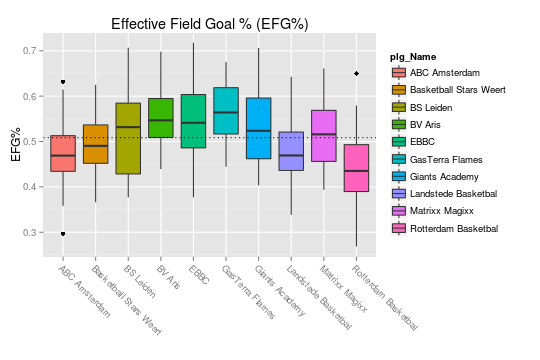 Effective Field Goal % (EFG%)
EFG%
0.7
0.6
0.5
0.4
0.3
ABC Amsterdam
Basketball Stars Weert
BS Leiden
BV Aris
EBBC
GasTerra Flames
Giants Academy
Landstede Basketbal
Matrixx Magixx
Rotterdam Basketbal
plg_Name
ABC Amsterdam
Basketball Stars Weert
BS Leiden
BV Aris
EBBC
GasTerra Flames
Giants Academy
Landstede Basketbal
Matrixx Magixx
Rotterdam Basketbal